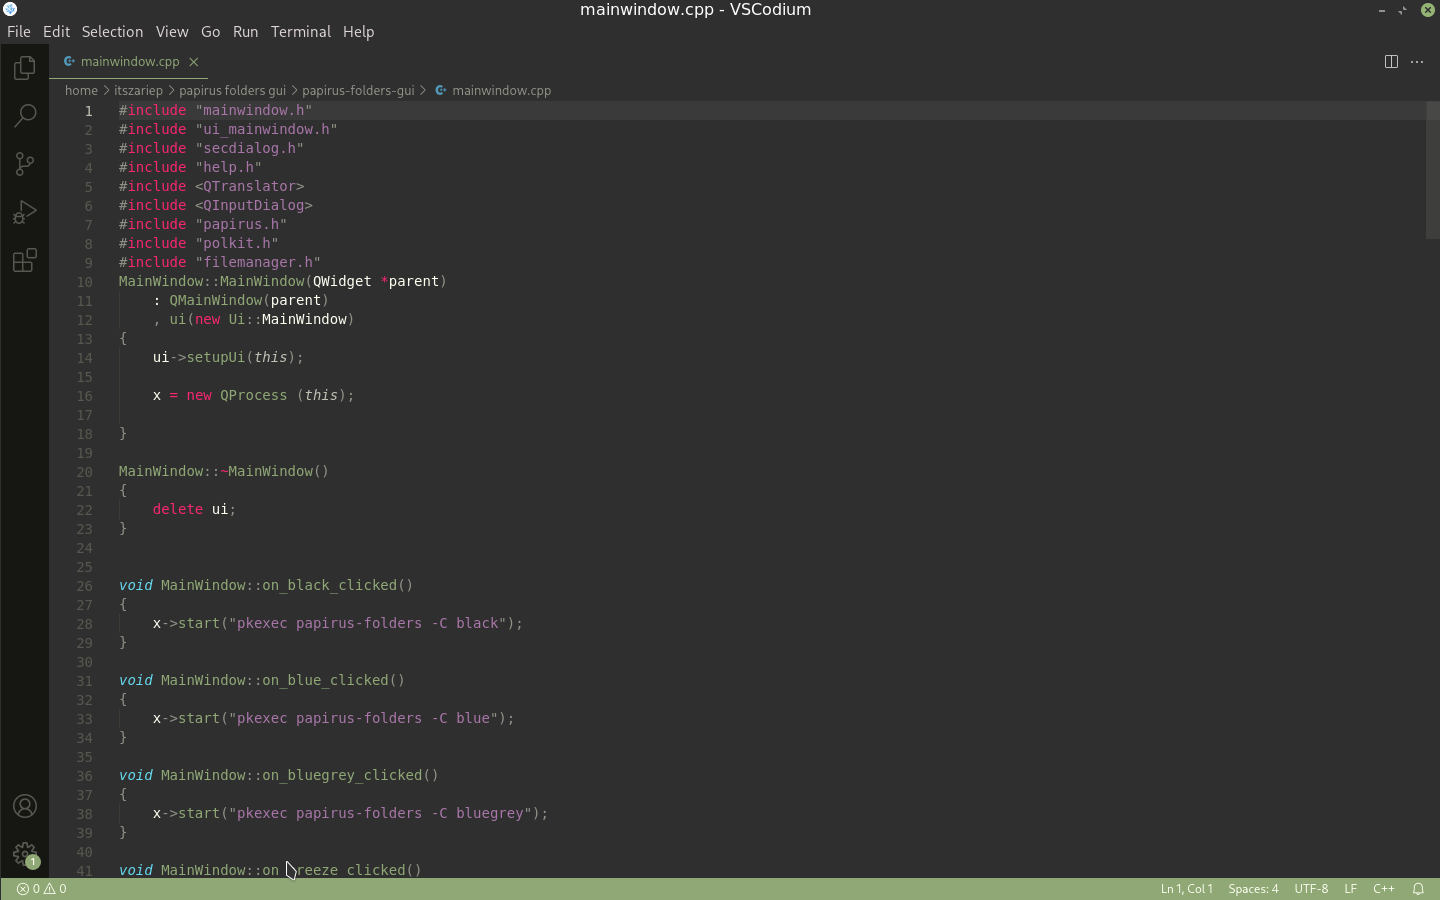 mainwindow.cpp - VSCodium
File Edit Selection View Go Run Terminal Help
mainwindow.cpp
home > itszariep > papirus folders gui > papirus-folders-gui > mainwindow.cpp
1 #include "mainwindow.h"
2 #include "ui_mainwindow.h"
3 #include "secdialog.h"
4 #include "help.h"
5 #include <QTranslator>
6 #include <QInputDialog>
7 #include "papirus.h"
8 #include "polkit.h"
9 #include "filemanager.h"
10 MainWindow::MainWindow(QWidget *parent)
11     : QMainWindow(parent)
12     , ui(new Ui::MainWindow)
13 {
14     ui->setupUi(this);
15
16     x = new QProcess (this);
17
18 }
19
20 MainWindow::~MainWindow()
21 {
22     delete ui;
23 }
24
25
26 void MainWindow::on_black_clicked()
27 {
28     x->start("pkexec papirus-folders -C black");
29 }
30
31 void MainWindow::on_blue_clicked()
32 {
33     x->start("pkexec papirus-folders -C blue");
34 }
35
36 void MainWindow::on_bluegrey_clicked()
37 {
38     x->start("pkexec papirus-folders -C bluegrey");
39 }
40
41 void MainWindow::on reeze_clicked()
1
0 0 Ln 1, Col 1 Spaces: 4 UTF-8 LF C++